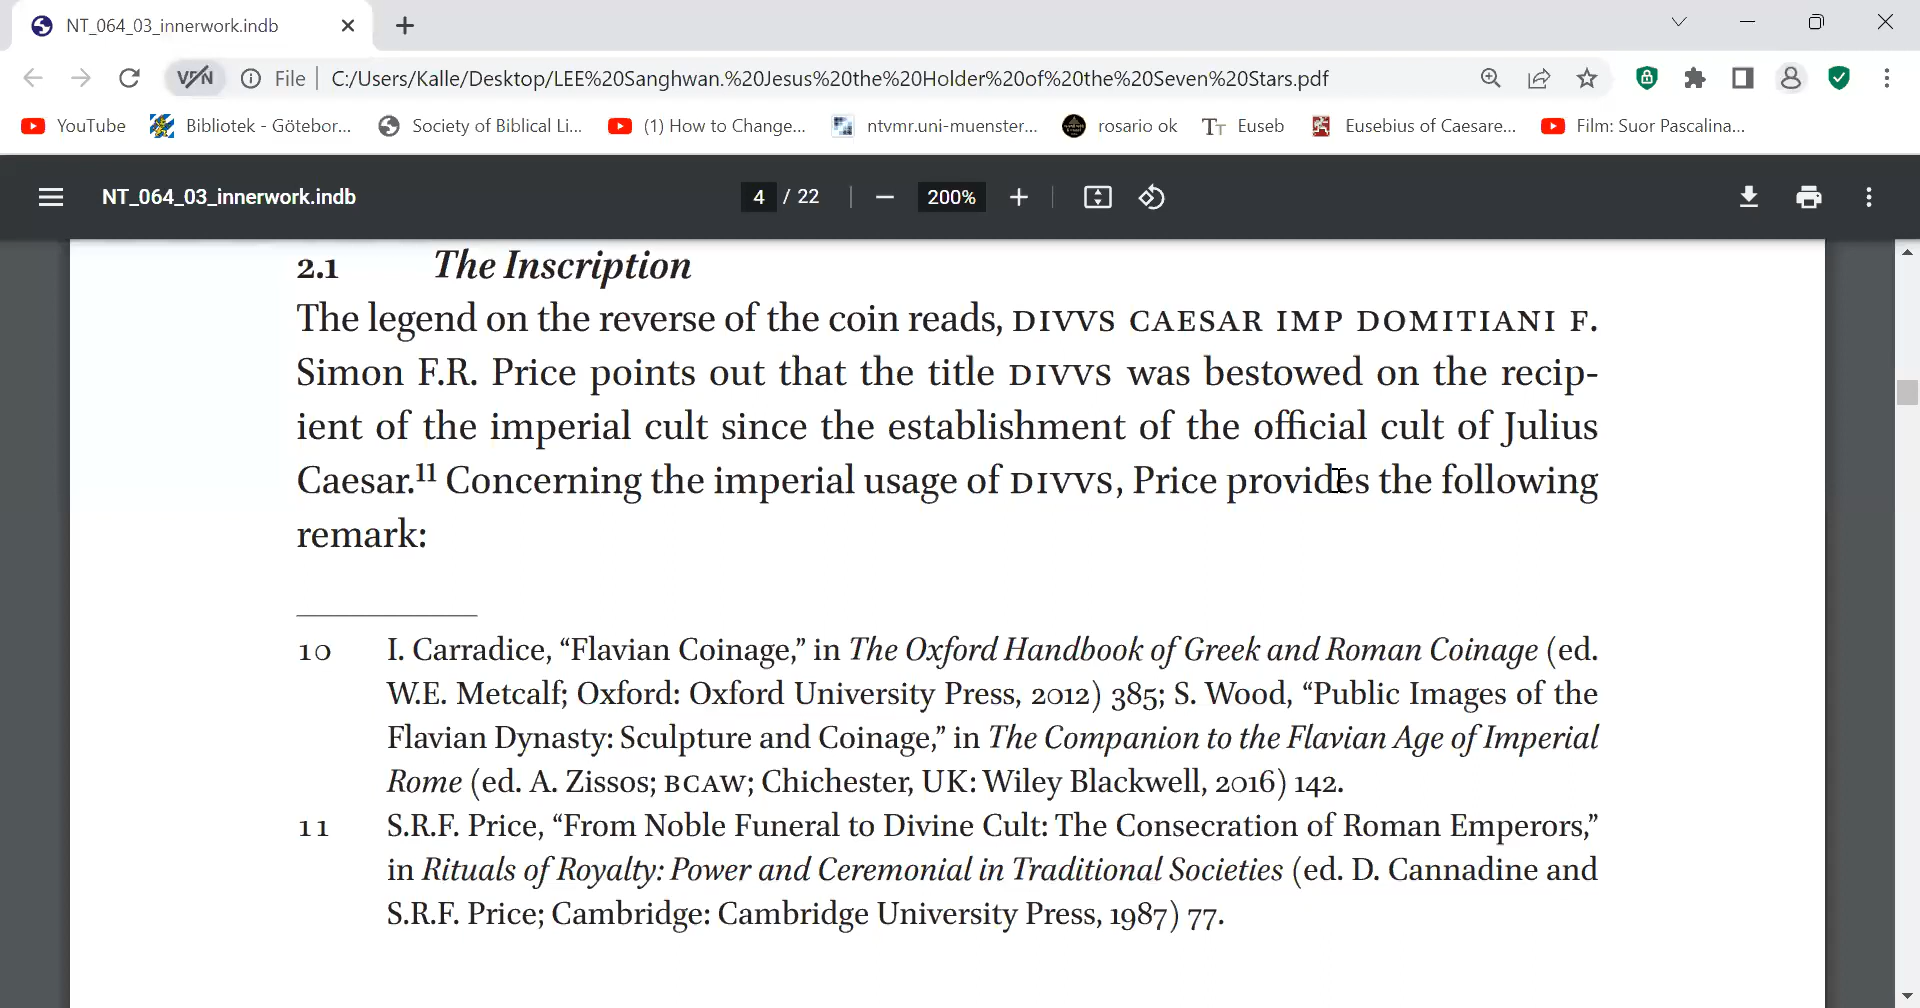 NT_064_03_innerwork.indb
VPN File C:/Users/Kalle/Desktop/LEE%20Sanghwan.%20Jesus%20the%20Holder%20of%20the%20Seven%20Stars.pdf
YouTube Bibliotek - Götebor... Society of Biblical Li... (1) How to Change... ntvmr.uni-muenster... rosario ok Euseb Eusebius of Caesare... Film: Suor Pascalina...
NT_064_03_innerwork.indb 4 / 22 200%
2.1 The Inscription
The legend on the reverse of the coin reads, DIVVS CAESAR IMP DOMITIANI F.
Simon F.R. Price points out that the title DIVVS was bestowed on the recip-
ient of the imperial cult since the establishment of the official cult of Julius
Caesar.11 Concerning the imperial usage of DIVVS, Price provides the following
remark:
10 I. Carradice, “Flavian Coinage,” in The Oxford Handbook of Greek and Roman Coinage (ed.
W.E. Metcalf; Oxford: Oxford University Press, 2012) 385; S. Wood, “Public Images of the
Flavian Dynasty: Sculpture and Coinage,” in The Companion to the Flavian Age of Imperial
Rome (ed. A. Zissos; BCAW; Chichester, UK: Wiley Blackwell, 2016) 142.
11 S.R.F. Price, “From Noble Funeral to Divine Cult: The Consecration of Roman Emperors,”
in Rituals of Royalty: Power and Ceremonial in Traditional Societies (ed. D. Cannadine and
S.R.F. Price; Cambridge: Cambridge University Press, 1987) 77.